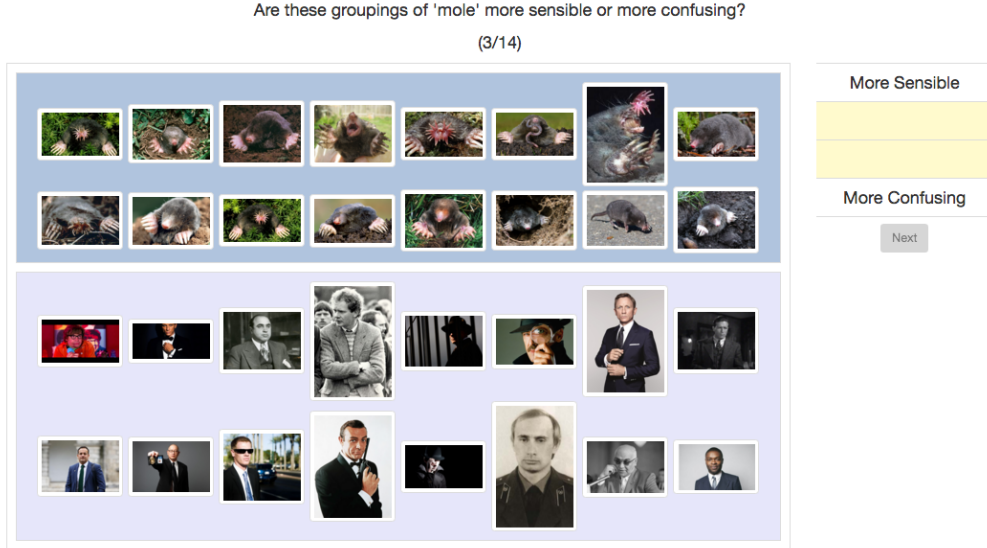 Are these groupings of 'mole' more sensible or more confusing?
(3/14)
More Sensible
More Confusing
Next